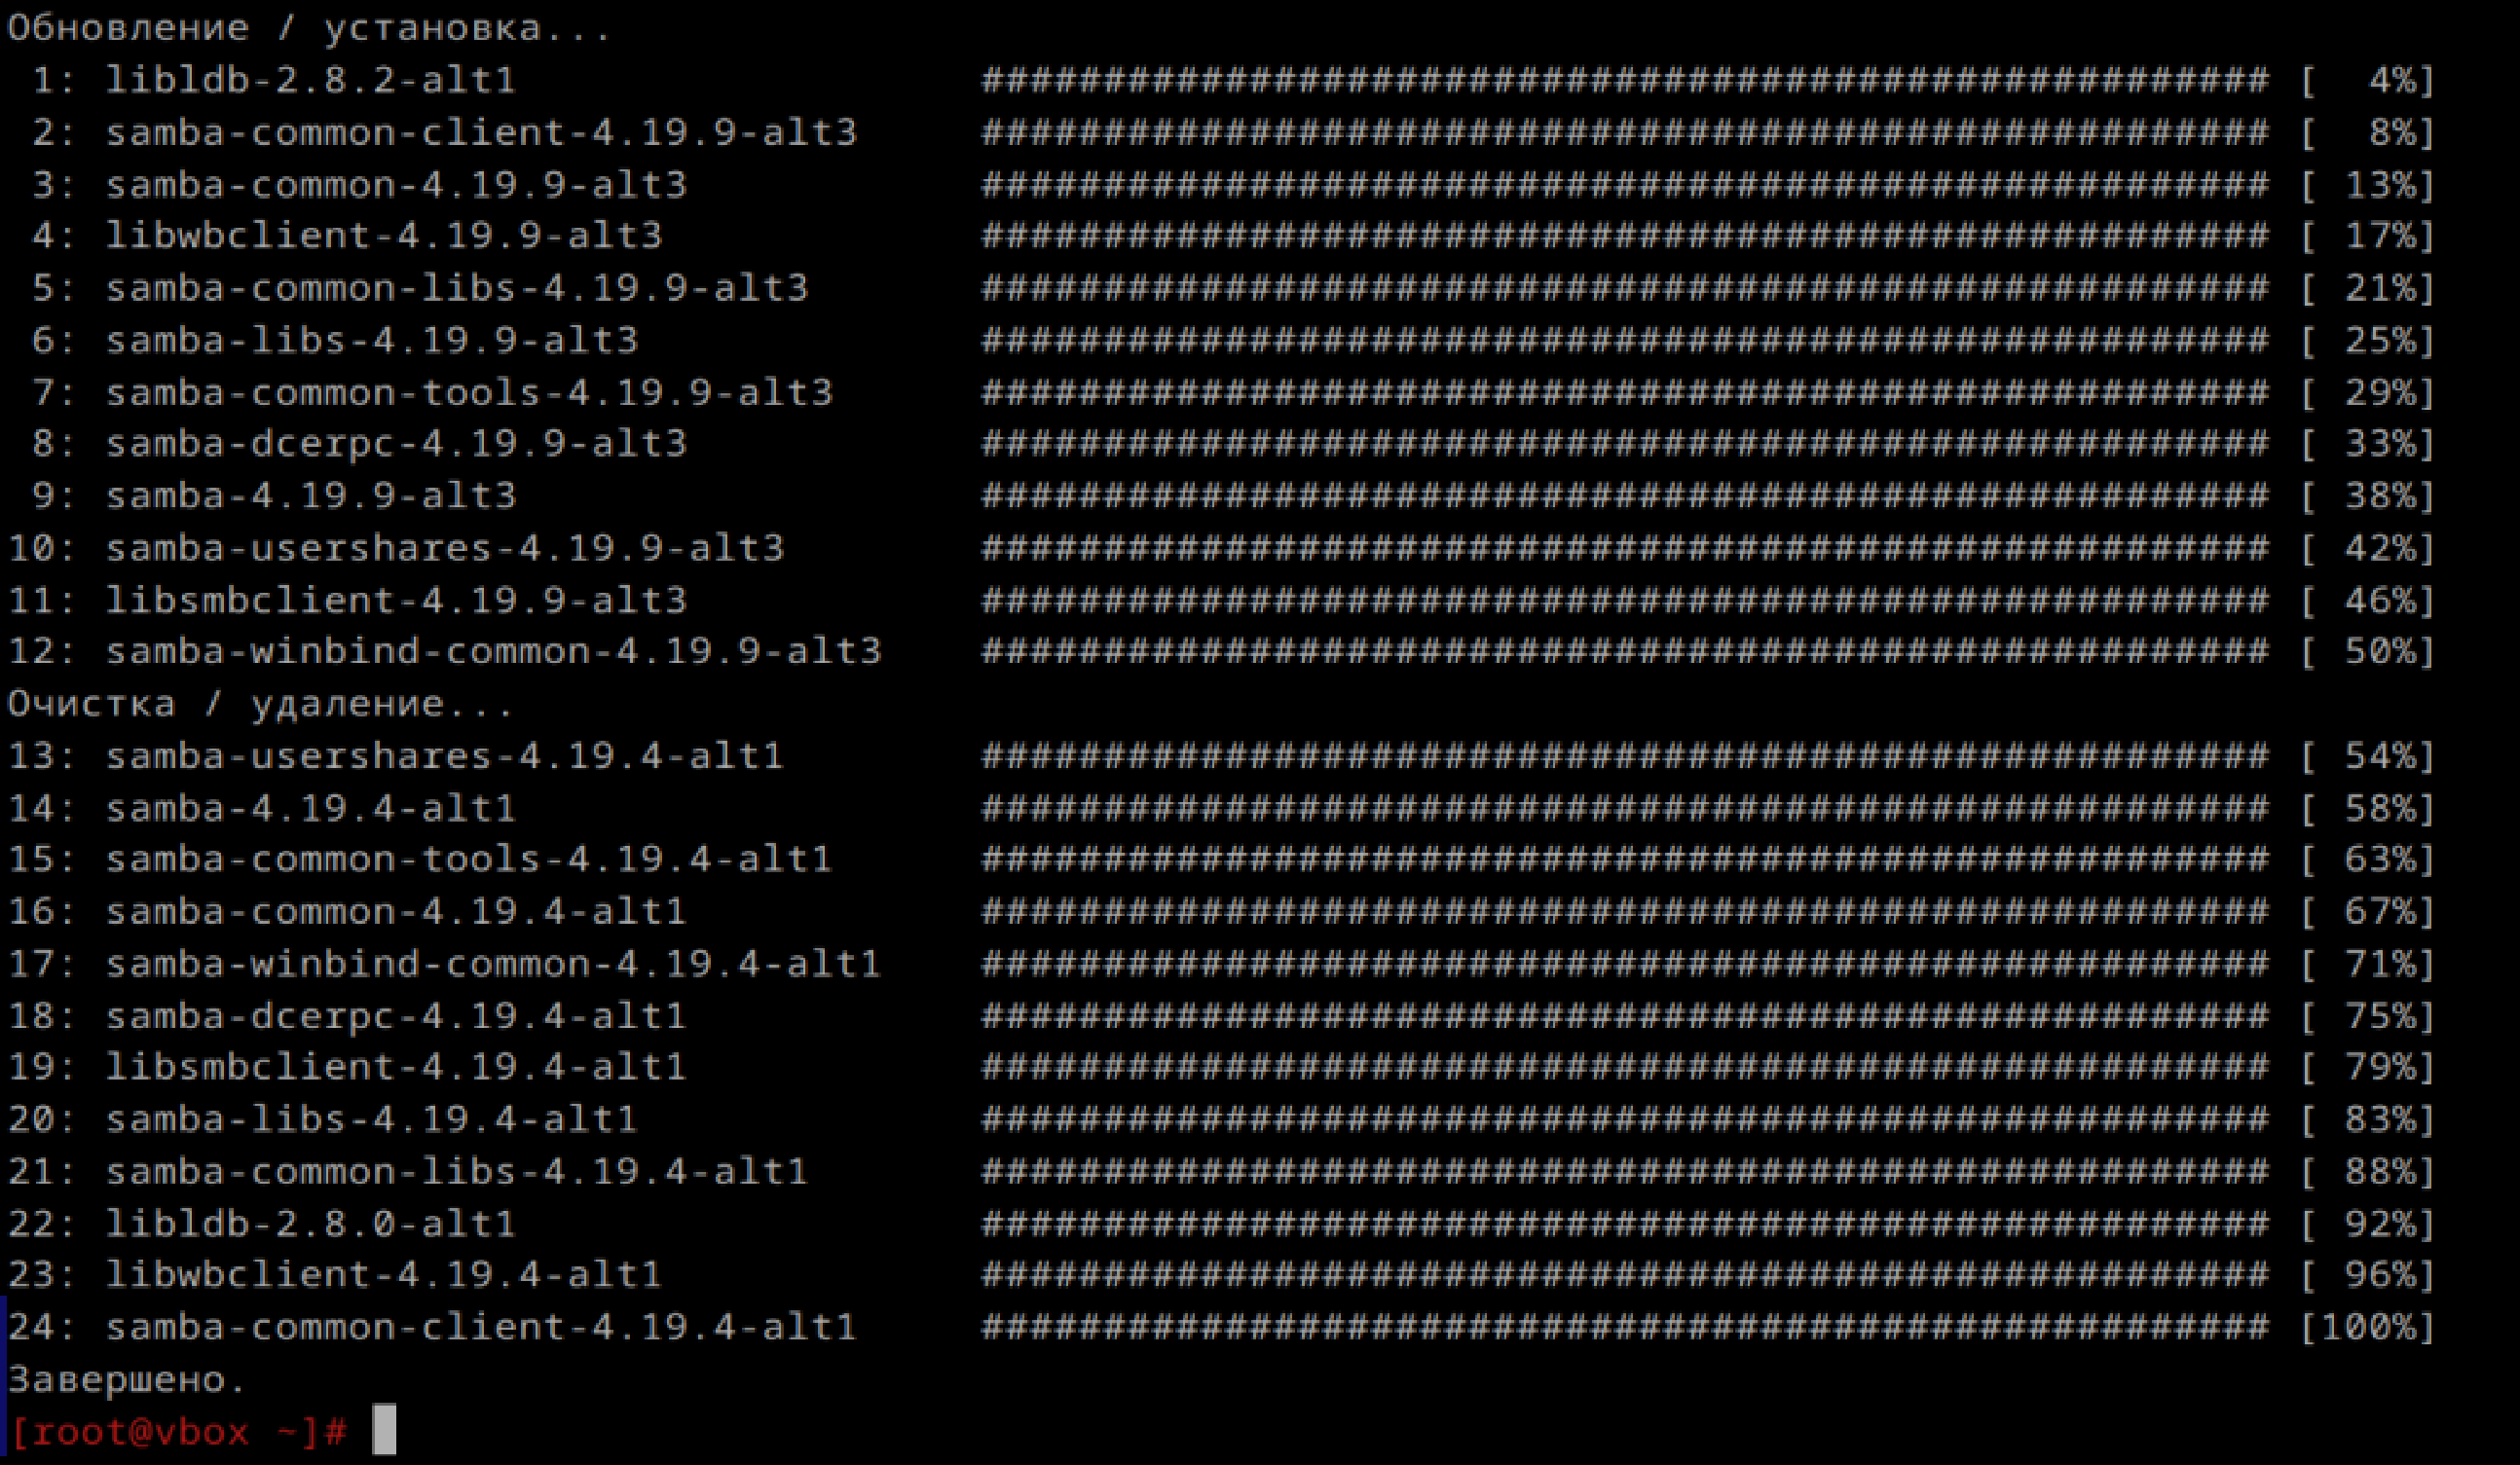 Обновление / установка...
 1: libldb-2.8.2-alt1                   ##################################################### [  4%]
 2: samba-common-client-4.19.9-alt3     ##################################################### [  8%]
 3: samba-common-4.19.9-alt3            ##################################################### [ 13%]
 4: libwbclient-4.19.9-alt3             ##################################################### [ 17%]
 5: samba-common-libs-4.19.9-alt3       ##################################################### [ 21%]
 6: samba-libs-4.19.9-alt3              ##################################################### [ 25%]
 7: samba-common-tools-4.19.9-alt3      ##################################################### [ 29%]
 8: samba-dcerpc-4.19.9-alt3            ##################################################### [ 33%]
 9: samba-4.19.9-alt3                   ##################################################### [ 38%]
10: samba-usershares-4.19.9-alt3        ##################################################### [ 42%]
11: libsmbclient-4.19.9-alt3            ##################################################### [ 46%]
12: samba-winbind-common-4.19.9-alt3    ##################################################### [ 50%]
Очистка / удаление...
13: samba-usershares-4.19.4-alt1        ##################################################### [ 54%]
14: samba-4.19.4-alt1                   ##################################################### [ 58%]
15: samba-common-tools-4.19.4-alt1      ##################################################### [ 63%]
16: samba-common-4.19.4-alt1            ##################################################### [ 67%]
17: samba-winbind-common-4.19.4-alt1    ##################################################### [ 71%]
18: samba-dcerpc-4.19.4-alt1            ##################################################### [ 75%]
19: libsmbclient-4.19.4-alt1            ##################################################### [ 79%]
20: samba-libs-4.19.4-alt1              ##################################################### [ 83%]
21: samba-common-libs-4.19.4-alt1       ##################################################### [ 88%]
22: libldb-2.8.0-alt1                   ##################################################### [ 92%]
23: libwbclient-4.19.4-alt1             ##################################################### [ 96%]
24: samba-common-client-4.19.4-alt1     ##################################################### [100%]
Завершено.
[root@vbox ~]#